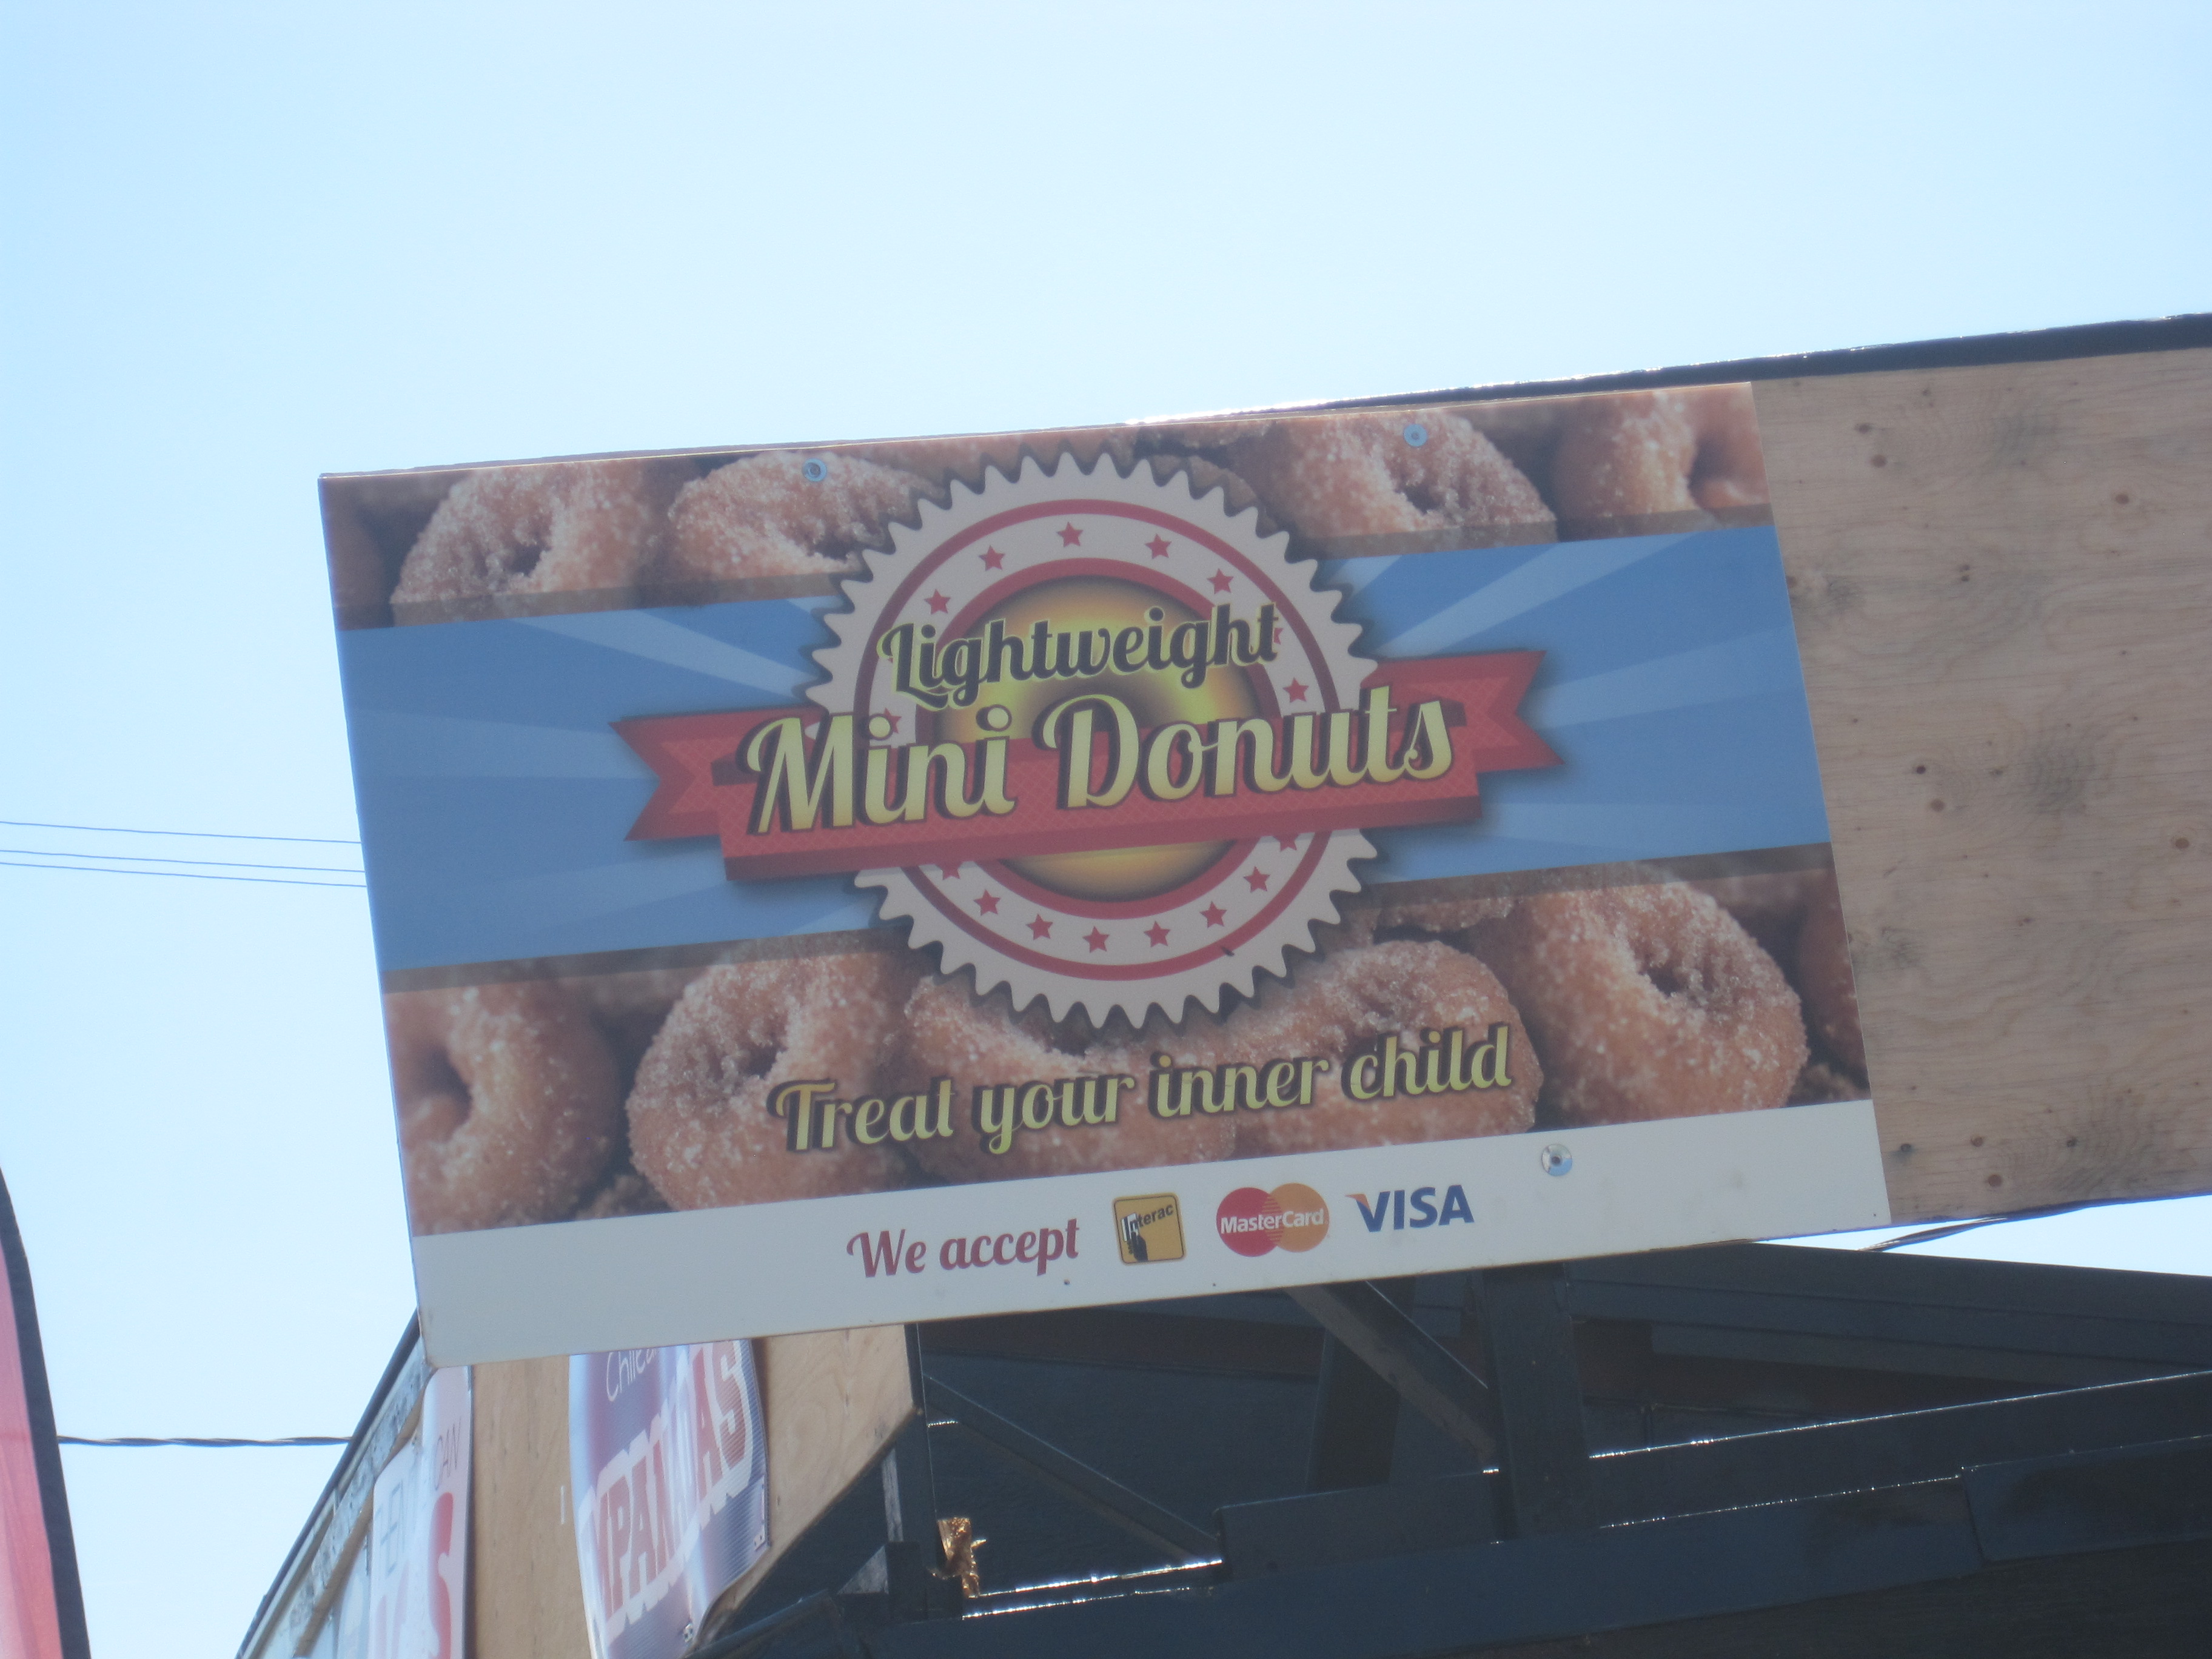 Lightweight
Mini Donuts
Treat your inner child
We accept Interac MasterCard VISA